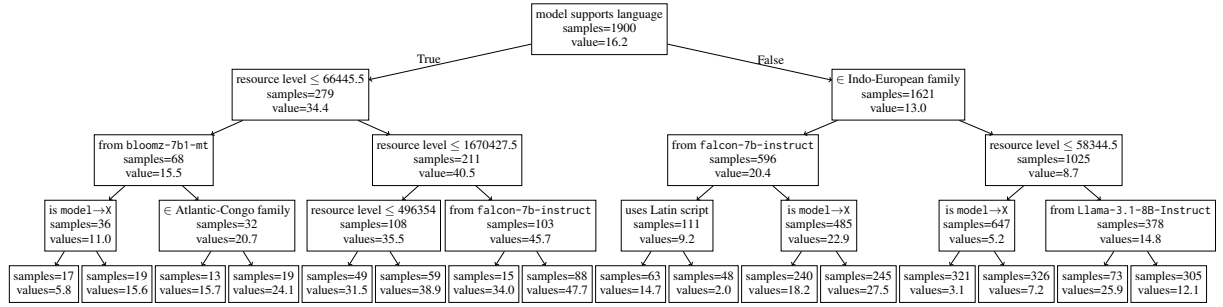 model supports language
samples=1900
value=16.2
True
False
resource level ≤ 66445.5
samples=279
value=34.4
∈ Indo-European family
samples=1621
value=13.0
from bloomz-7b1-mt
samples=68
value=15.5
resource level ≤ 1670427.5
samples=211
value=40.5
from falcon-7b-instruct
samples=596
value=20.4
resource level ≤ 58344.5
samples=1025
value=8.7
is model→X
samples=36
values=11.0
∈ Atlantic-Congo family
samples=32
values=20.7
resource level ≤ 496354
samples=108
values=35.5
from falcon-7b-instruct
samples=103
values=45.7
uses Latin script
samples=111
values=9.2
is model→X
samples=485
values=22.9
is model→X
samples=647
values=5.2
from Llama-3.1-8B-Instruct
samples=378
values=14.8
samples=17
values=5.8
samples=19
values=15.6
samples=13
values=15.7
samples=19
values=24.1
samples=49
values=31.5
samples=59
values=38.9
samples=15
values=34.0
samples=88
values=47.7
samples=63
values=14.7
samples=48
values=2.0
samples=240
values=18.2
samples=245
values=27.5
samples=321
values=3.1
samples=326
values=7.2
samples=73
values=25.9
samples=305
values=12.1